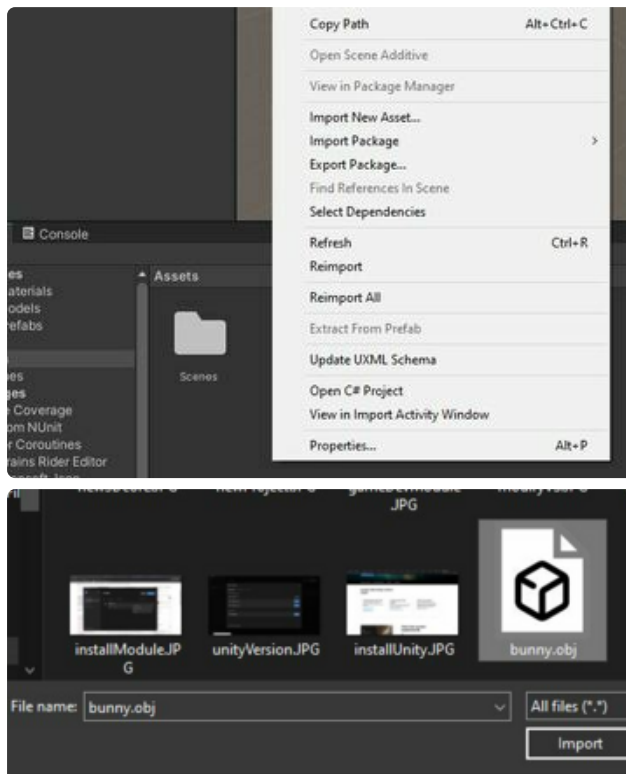 Copy Path Alt+Ctrl+C
Open Scene Additive
View in Package Manager
Import New Asset...
Import Package >
Export Package...
Find References In Scene
Select Dependencies
Refresh Ctrl+R
Reimport
Reimport All
Extract From Prefab
Update UXML Schema
Open C# Project
View in Import Activity Window
Properties... Alt+P
Console
es
aterials
odels
refabs
es
ges
Coverage
om NUnit
r Coroutines
rains Rider Editor
Assets
Scenes
JPG
installModule.JP
G
unityVersion.JPG
installUnity.JPG
bunny.obj
File name: bunny.obj
All files (*.*)
Import